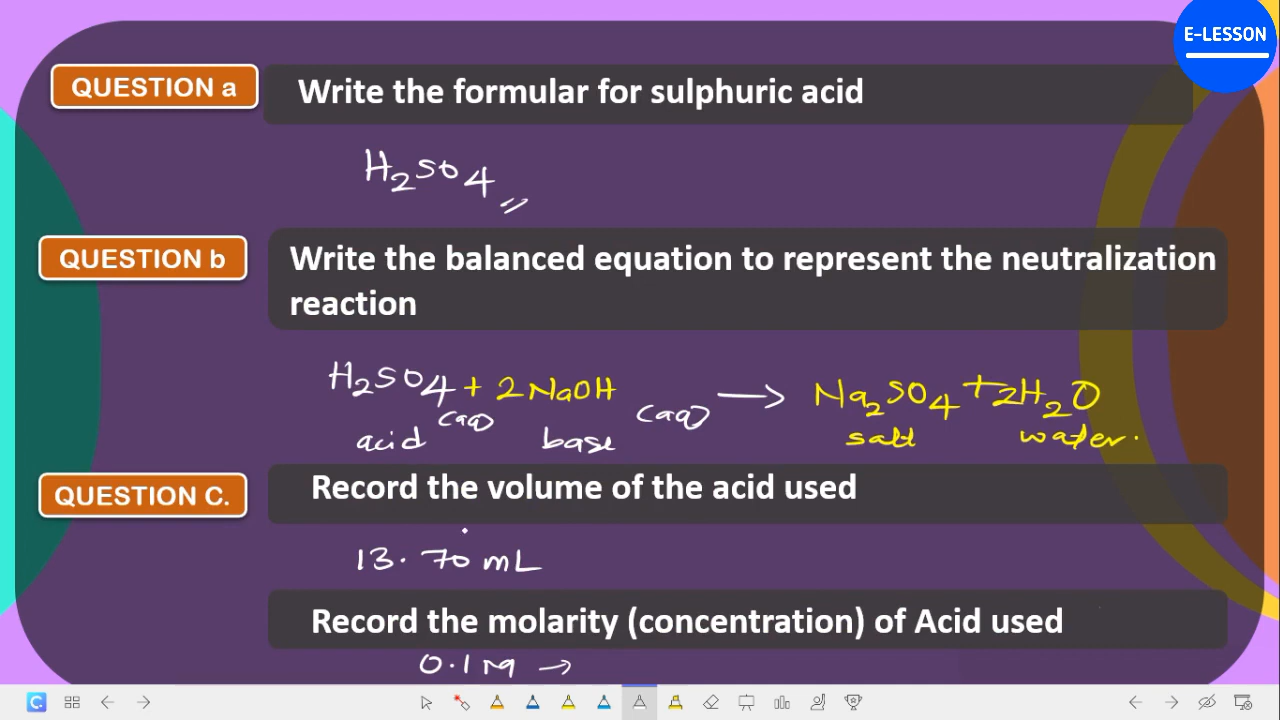 E-LESSON
QUESTION a
Write the formular for sulphuric acid
H2SO4
QUESTION b
Write the balanced equation to represent the neutralization
reaction
H2SO4 + 2NaOH → Na2SO4 + 2H2O
(aq) (aq)
acid base salt water.
QUESTION C.
Record the volume of the acid used
13.70 mL
Record the molarity (concentration) of Acid used
0.1 M →